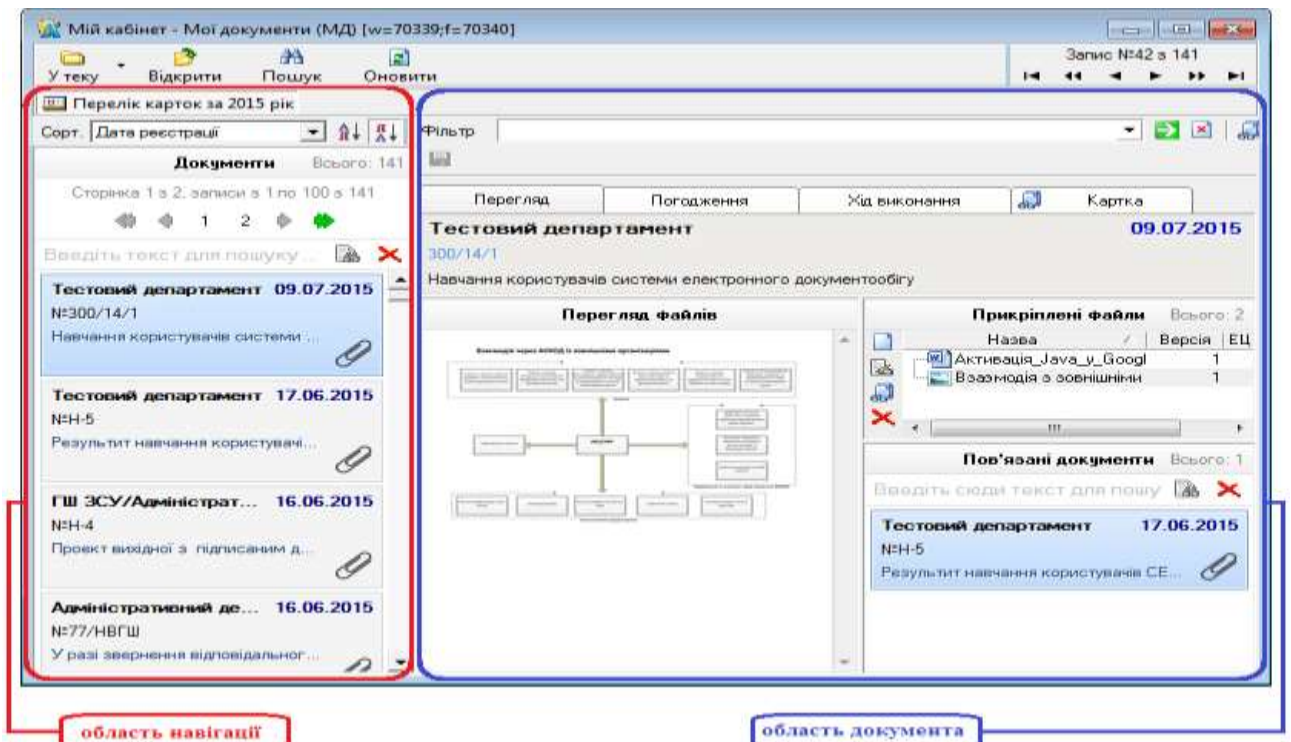 Мій кабінет - Мої документи (МД) [w=70339;f=70340]
У теку Відкрити Пошук Оновити
Запис №42 з 141
Перелік карток за 2015 рік
Сорт. Дата реєстрації
Фільтр
Документи Всього: 141
Сторінка 1 з 2, записи з 1 по 100 з 141
1 2
Введіть текст для пошуку...
Тестовий департамент 09.07.2015
№300/14/1
Навчання користувачів системи ...
Тестовий департамент 17.06.2015
№Н-5
Результит навчання користувачі...
ГШ ЗСУ/Адміністрат... 16.06.2015
№Н-4
Проект вихідної з підписаним д...
Адміністративний де... 16.06.2015
№77/НВГШ
У разі звернення відповідальног...
Перегляд Погодження Хід виконання Картка
Тестовий департамент 09.07.2015
300/14/1
Навчання користувачів системи електронного документообігу
Перегляд файлів
Взаємодія через
Прикріплені файли Всього: 2
Назва Версія ЕЦ
Активація_Java_у_Googl 1
Взаємодія з зовнішніми 1
Пов'язані документи Всього: 1
Введіть сюди текст для пошу
Тестовий департамент 17.06.2015
№Н-5
Результит навчання користувачів СЕ...
область навігації
область документа